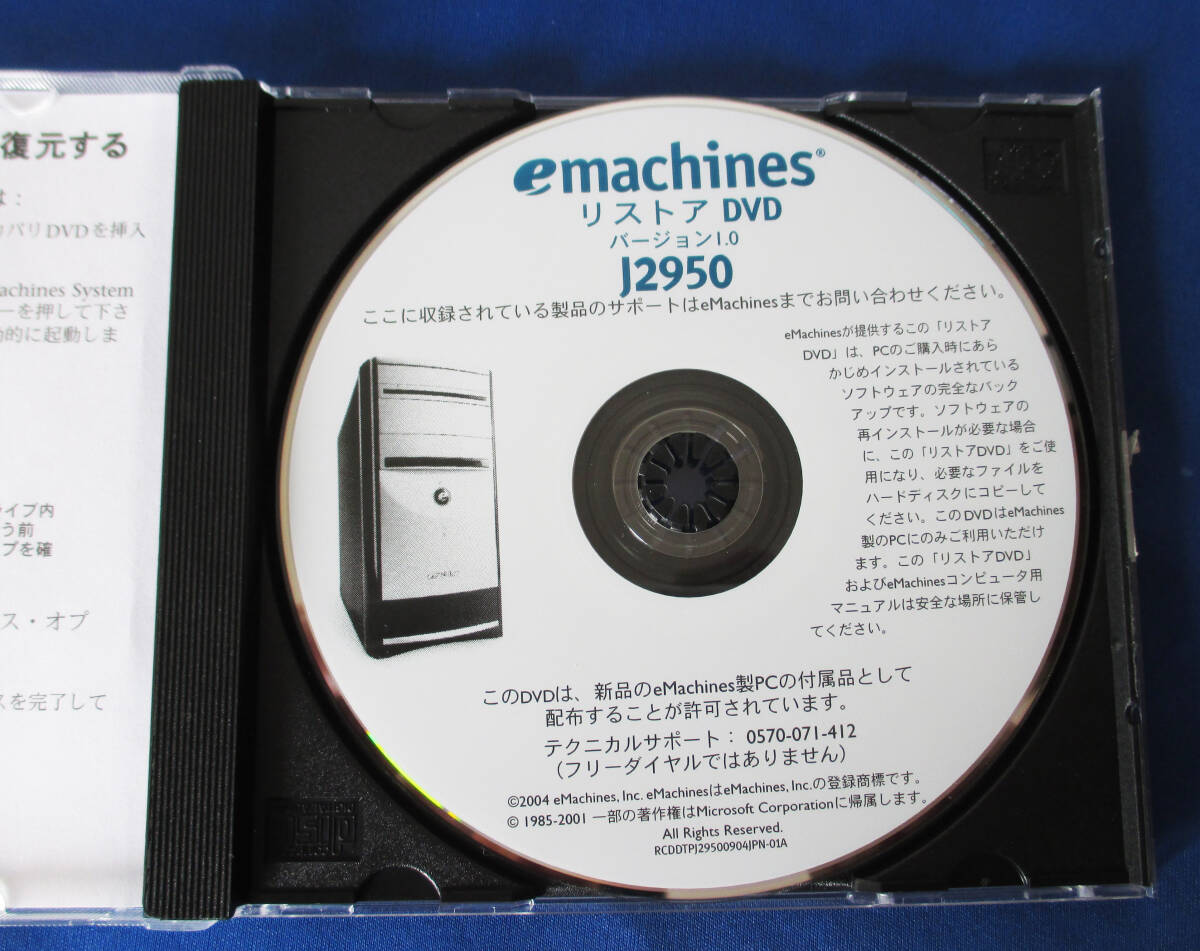 復元する
は：
カバリDVDを挿入
achines System
ーを押して下さ
的に起動しま
ライブ内
う前
ブを確
ス・オプ
スを完了して
emachines®
リストア DVD
バージョン1.0
J2950
ここに収録されている製品のサポートはeMachinesまでお問い合わせください。
eMachinesが提供するこの「リストア
DVD」は、PCのご購入時にあら
かじめインストールされている
ソフトウェアの完全なバック
アップです。ソフトウェアの
再インストールが必要な場合
に、この「リストアDVD」をご使
用になり、必要なファイルを
ハードディスクにコピーして
ください。このDVDはeMachines
製のPCにのみご利用いただけ
ます。この「リストアDVD」
およびeMachinesコンピュータ用
マニュアルは安全な場所に保管し
てください。
このDVDは、新品のeMachines製PCの付属品として
配布することが許可されています。
テクニカルサポート： 0570-071-412
（フリーダイヤルではありません）
©2004 eMachines, Inc. eMachinesはeMachines, Inc.の登録商標です。
© 1985-2001 一部の著作権はMicrosoft Corporationに帰属します。
All Rights Reserved.
RCDDTPJ29500904JPN-01A